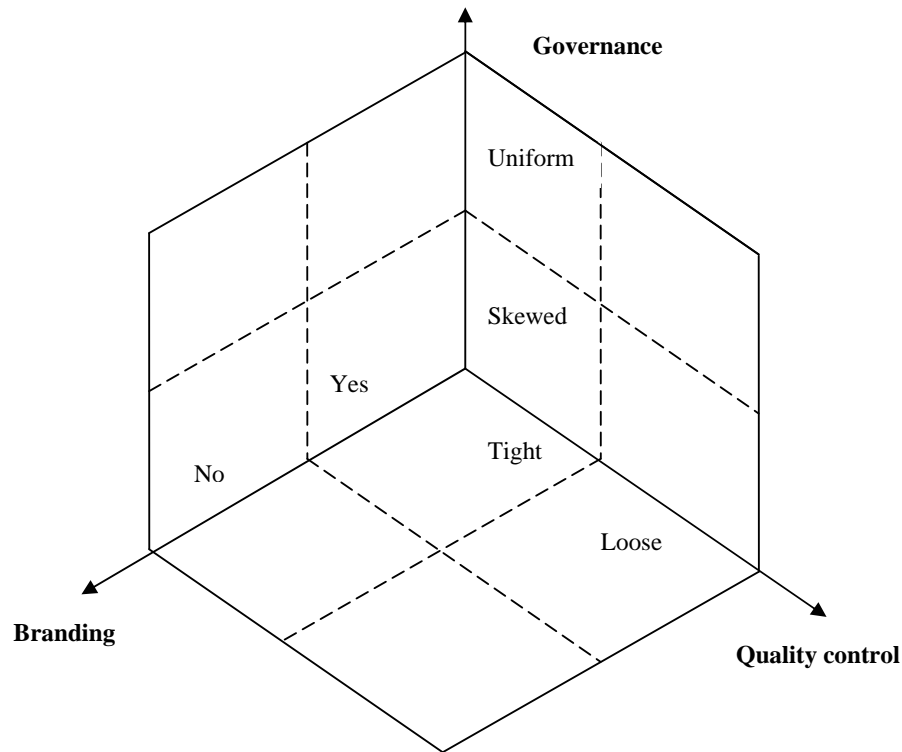 Governance
Uniform
Skewed
Yes
Tight
No
Loose
Branding
Quality control